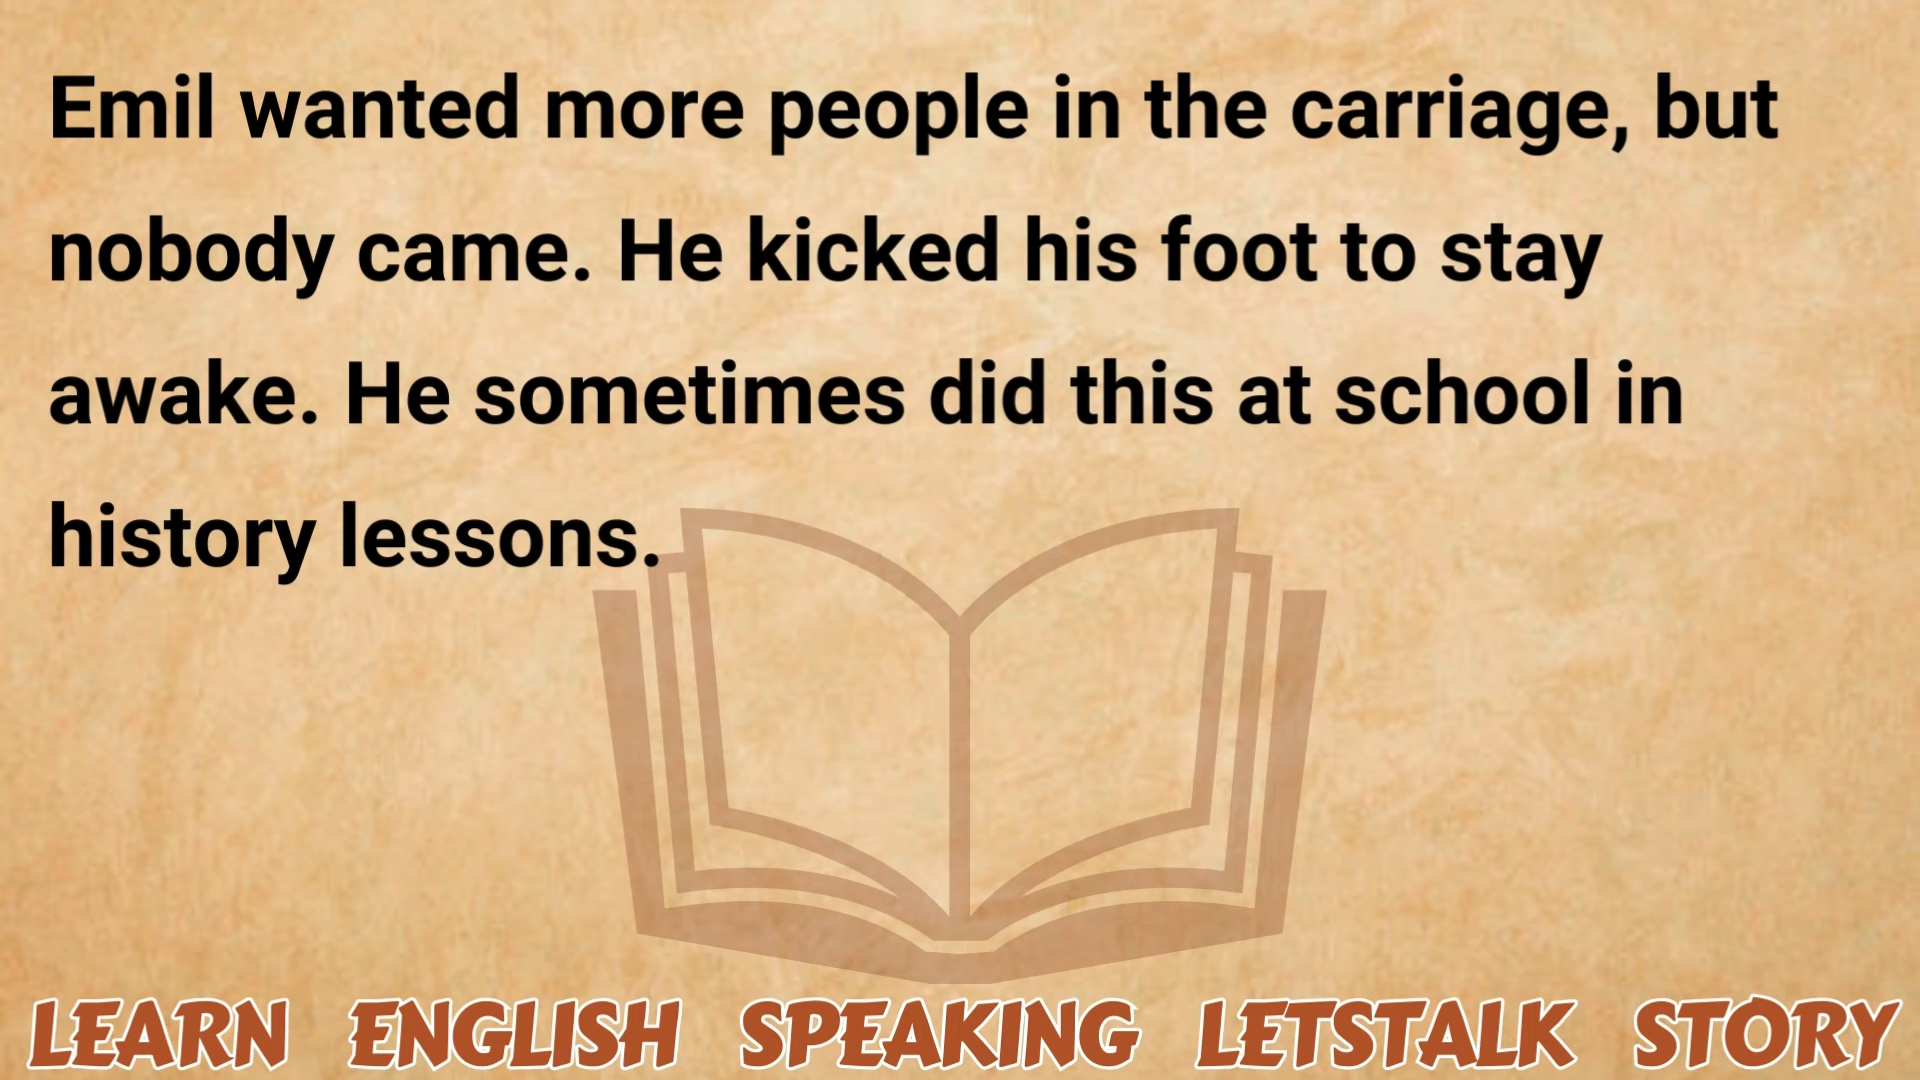 Emil wanted more people in the carriage, but
nobody came. He kicked his foot to stay
awake. He sometimes did this at school in
history lessons.
LEARN ENGLISH SPEAKING LETSTALK STORY